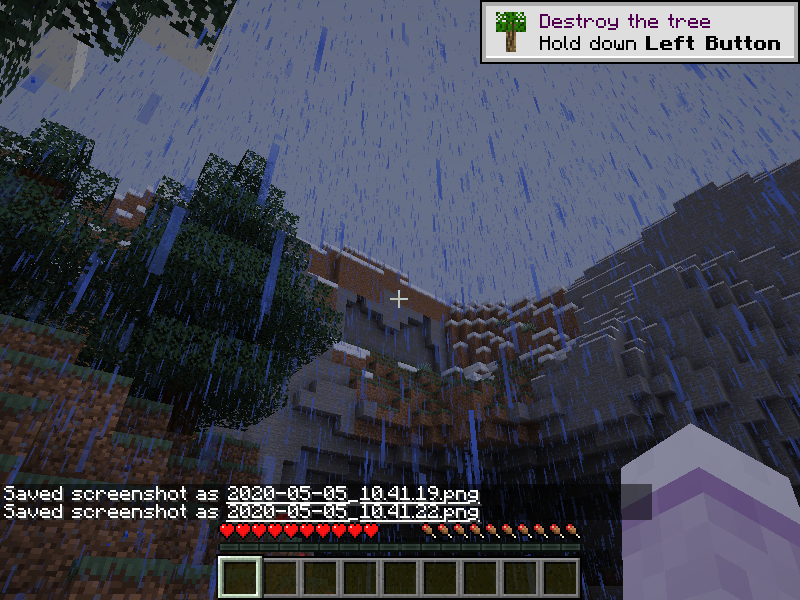 Destroy the tree
Hold down Left Button
Saved screenshot as 2020-05-05_10.41.19.png
Saved screenshot as 2020-05-05_10.41.22.png